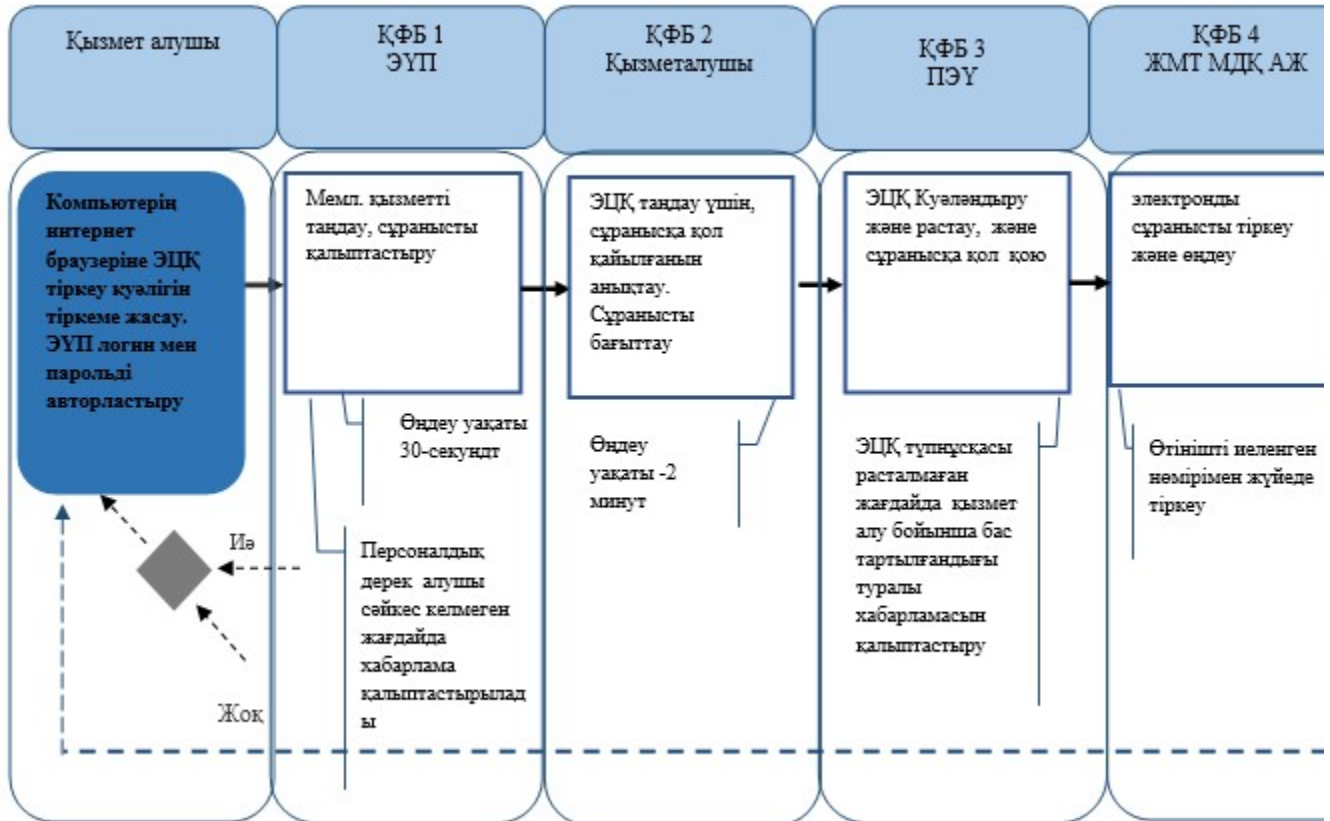 Қызмет алушы
ҚФБ 1
ЭҮП
ҚФБ 2
Қызметалушы
ҚФБ 3
ПЭҮ
ҚФБ 4
ЖМТ МДҚ АЖ
Компьютерің
интернет
браузеріне ЭЦҚ
тіркеу куәлігін
тіркеме жасау.
ЭҮП логин мен
парольді
авторластыру
Мемл. қызметті
таңдау, сұранысты
қалыптастыру
ЭЦҚ таңдау үшін,
сұранысқа қол
қайылғанын
анықтау.
Сұранысты
бағыттау
ЭЦҚ Куәләндыру
және растау, және
сұранысқа қол қою
электронды
сұранысты тіркеу
және өңдеу
Өңдеу уақаты
30-секундт
Өңдеу
уақаты -2
минут
ЭЦҚ түпнұсқасы
расталмаған
жағдайда қызмет
алу бойынша бас
тартылғандығы
туралы
хабарламасын
қалыптастыру
Өтінішті иеленген
нөмірімен жүйеде
тіркеу
Иә
Персоналдық
дерек алушы
сәйкес келмеген
жағдайда
хабарлама
қалыптастырылад
ы
Жоқ